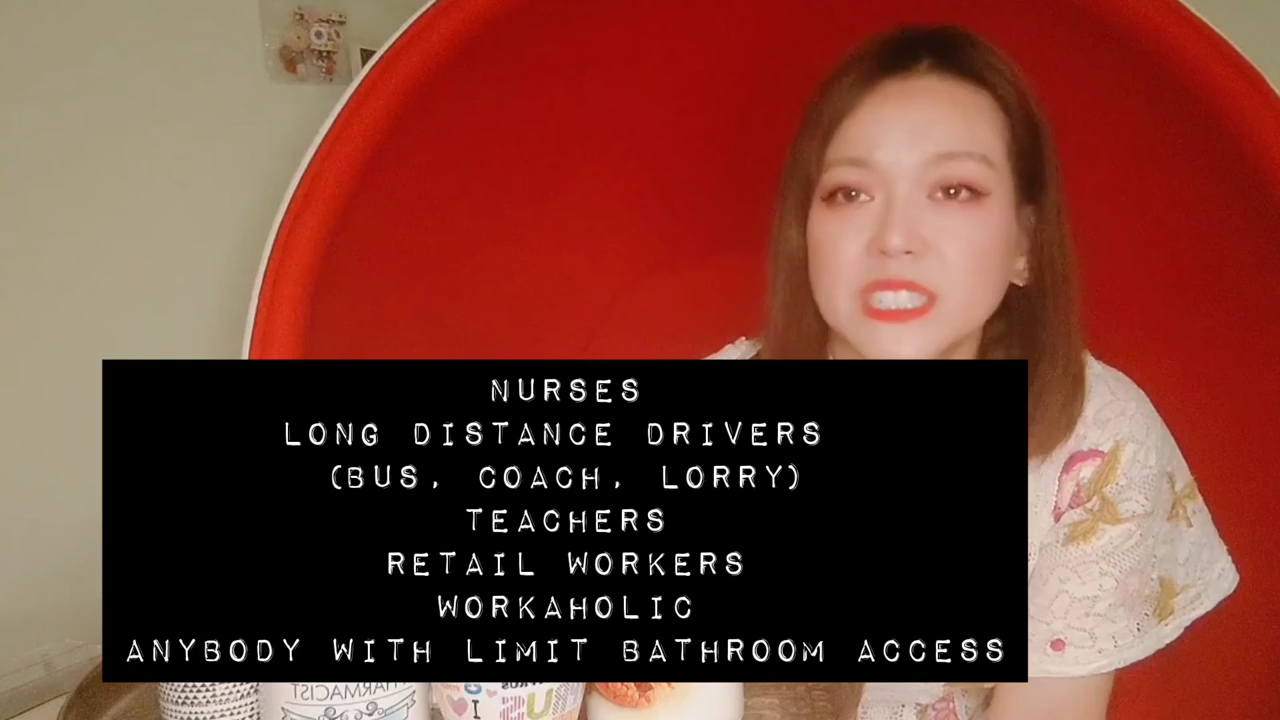 NURSES
LONG DISTANCE DRIVERS
(BUS, COACH, LORRY)
TEACHERS
RETAIL WORKERS
WORKAHOLIC
ANYBODY WITH LIMIT BATHROOM ACCESS
PHARMACIST